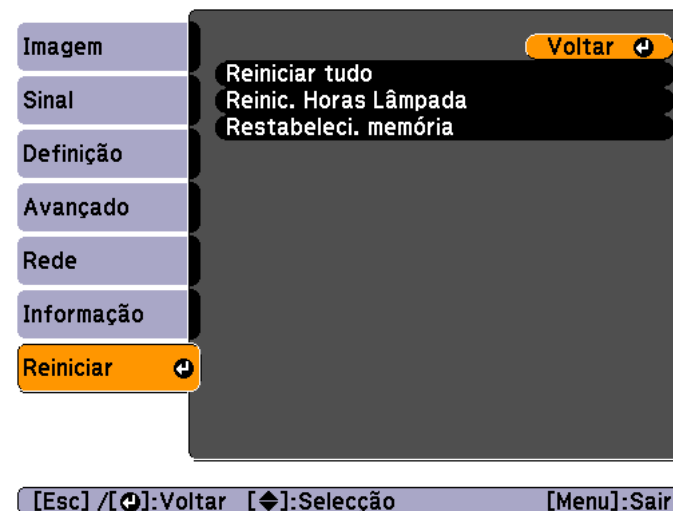 Imagem
Sinal
Definição
Avançado
Rede
Informação
Reiniciar
Voltar
Reiniciar tudo
Reinic. Horas Lâmpada
Restabeleci. memória
[Esc] /[⏎]:Voltar [◆]:Selecção [Menu]:Sair